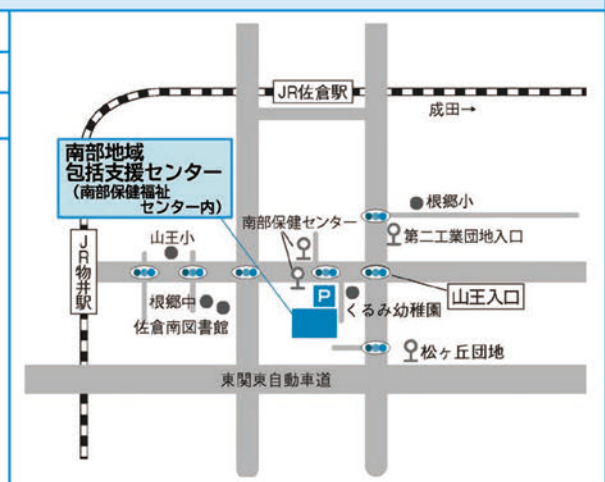 JR佐倉駅
成田→
南部地域
包括支援センター
（南部保健福祉
センター内）
根郷小
南部保健センター
第二工業団地入口
山王小
JR物井駅
P
山王入口
根郷中
くるみ幼稚園
佐倉南図書館
松ヶ丘団地
東関東自動車道